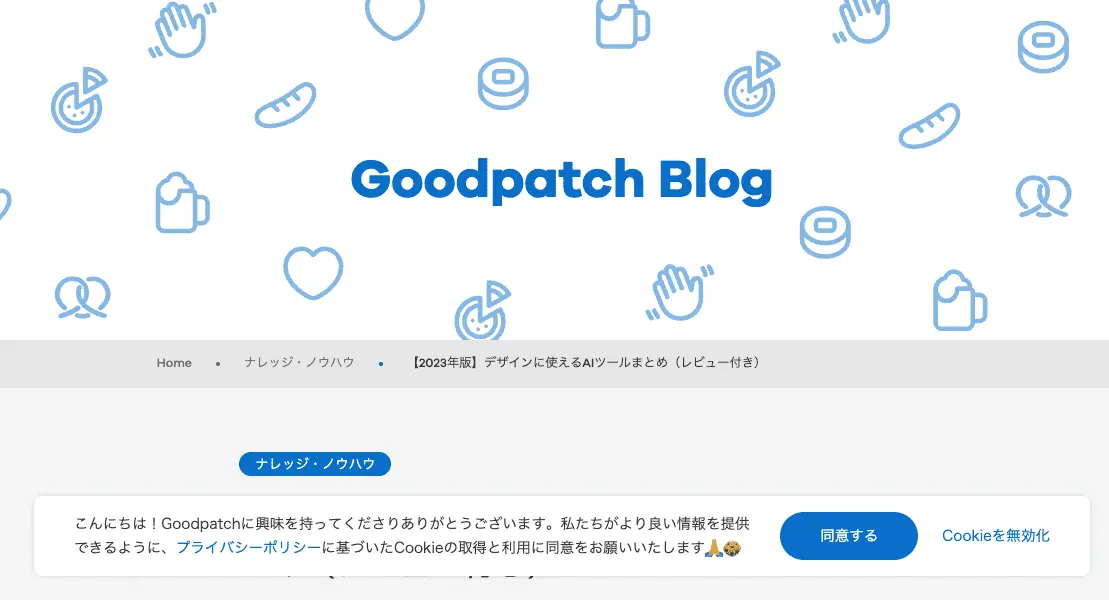 Goodpatch Blog
Home • ナレッジ・ノウハウ • 【2023年版】デザインに使えるAIツールまとめ（レビュー付き）
ナレッジ・ノウハウ
こんにちは！Goodpatchに興味を持ってくださりありがとうございます。私たちがより良い情報を提供
できるように、プライバシーポリシーに基づいたCookieの取得と利用に同意をお願いいたします🙏🍪
同意する
Cookieを無効化